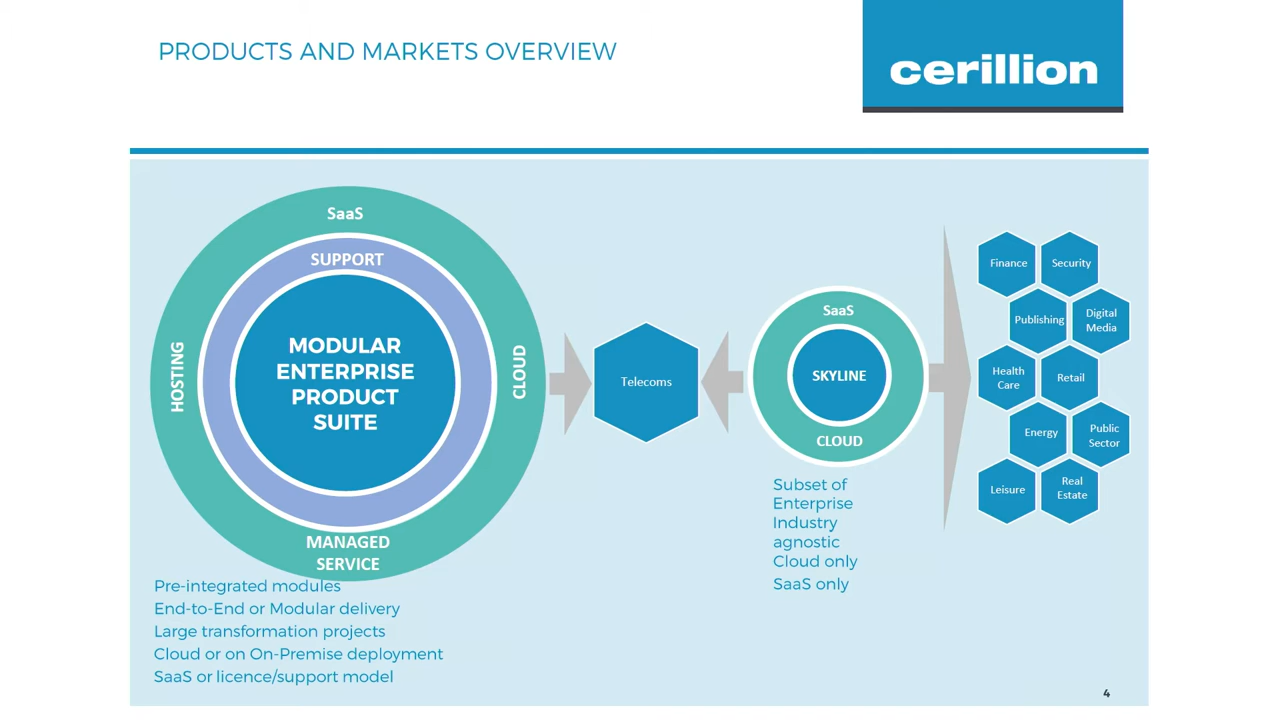 PRODUCTS AND MARKETS OVERVIEW
cerillion
SaaS
SUPPORT
HOSTING
MODULAR
ENTERPRISE
PRODUCT
SUITE
CLOUD
MANAGED
SERVICE
Pre-integrated modules
End-to-End or Modular delivery
Large transformation projects
Cloud or on On-Premise deployment
SaaS or licence/support model
Telecoms
SaaS
SKYLINE
CLOUD
Subset of
Enterprise
Industry
agnostic
Cloud only
SaaS only
Finance
Security
Publishing
Digital
Media
Health
Care
Retail
Energy
Public
Sector
Leisure
Real
Estate
4